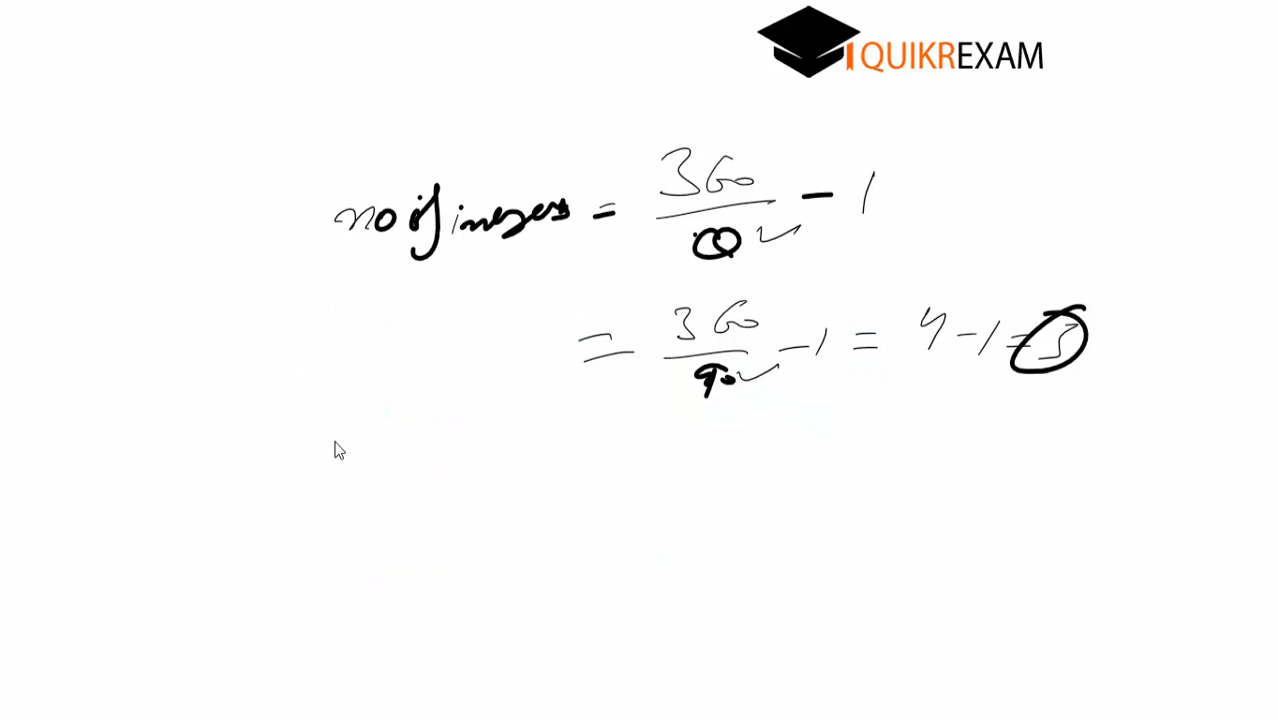 QUIKREXAM
no of images = 360/θ - 1
= 360/90 - 1 = 4 - 1 = 3